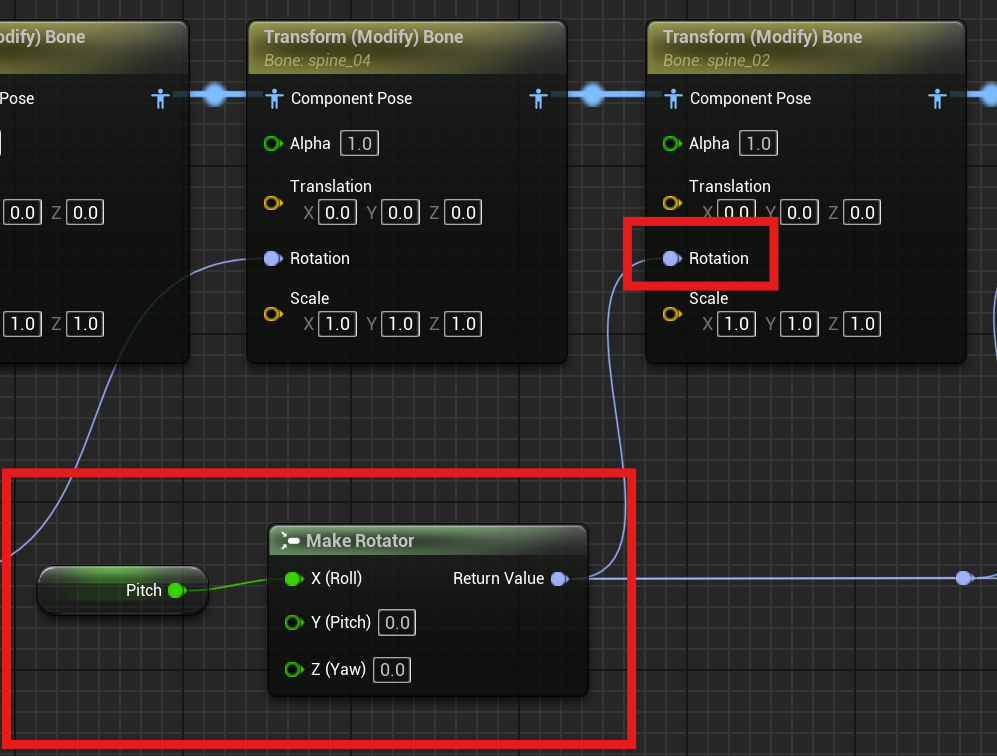 odify) Bone
Pose
0.0 Z 0.0
1.0 Z 1.0
Transform (Modify) Bone
Bone: spine_04
Component Pose
Alpha 1.0
Translation
X 0.0 Y 0.0 Z 0.0
Rotation
Scale
X 1.0 Y 1.0 Z 1.0
Transform (Modify) Bone
Bone: spine_02
Component Pose
Alpha 1.0
Translation
X 0.0 Y 0.0 Z 0.0
Rotation
Scale
X 1.0 Y 1.0 Z 1.0
Make Rotator
Pitch
X (Roll) Return Value
Y (Pitch) 0.0
Z (Yaw) 0.0